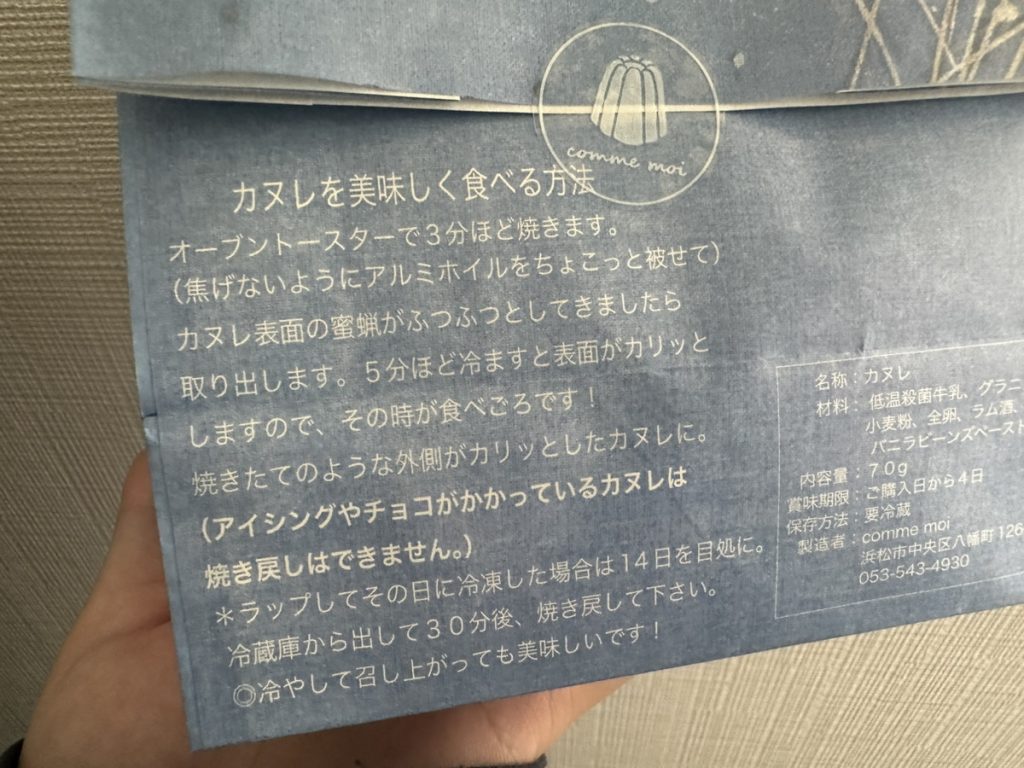 comme moi
カヌレを美味しく食べる方法
オーブントースターで３分ほど焼きます。
（焦げないようにアルミホイルをちょこっと被せて）
カヌレ表面の蜜蝋がふつふつとしてきましたら
取り出します。５分ほど冷ますと表面がカリッと
しますので、その時が食べごろです！
焼きたてのような外側がカリッとしたカヌレに。
(アイシングやチョコがかかっているカヌレは
焼き戻しはできません。)
＊ラップしてその日に冷凍した場合は14日を目処に。
冷蔵庫から出して３０分後、焼き戻して下さい。
◎冷やして召し上がっても美味しいです！
名称：カヌレ
材料：低温殺菌牛乳、グラニ
小麦粉、全卵、ラム酒、
バニラビーンズペースト
内容量：70g
賞味期限：ご購入日から４日
保存方法：要冷蔵
製造者：comme moi
浜松市中央区八幡町126
053-543-4930